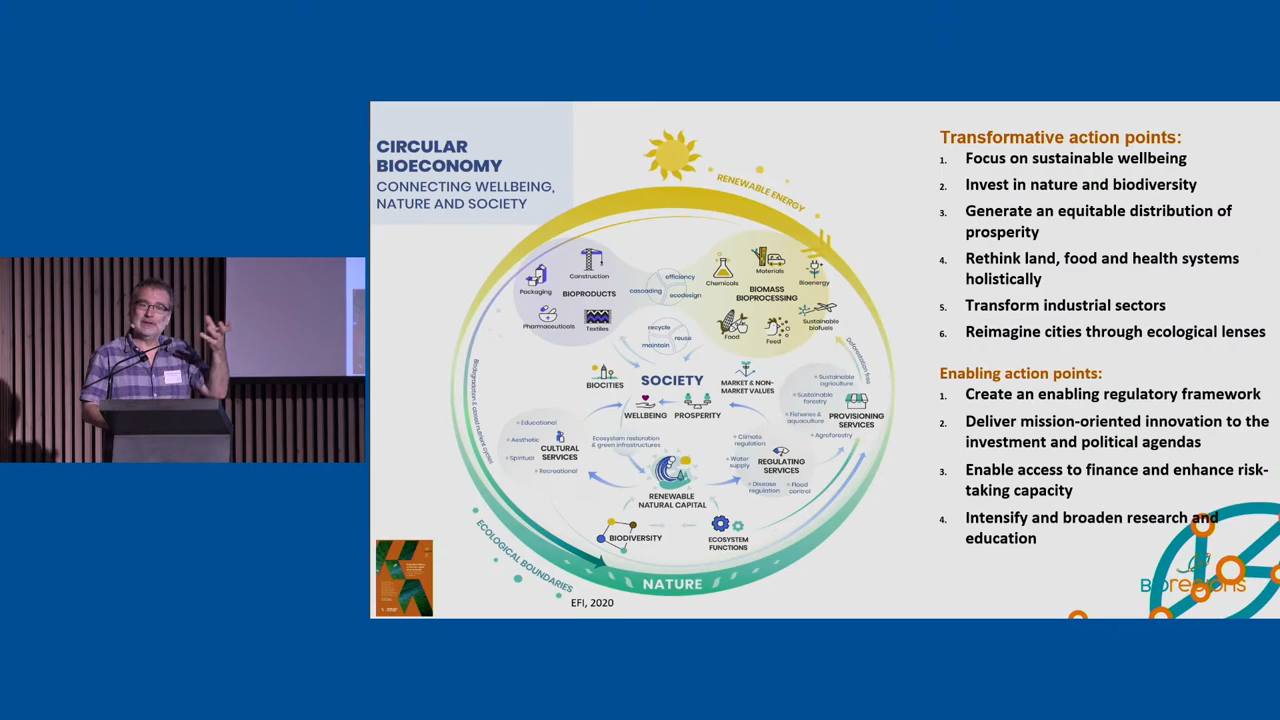 CIRCULAR
BIOECONOMY
CONNECTING WELLBEING,
NATURE AND SOCIETY
RENEWABLE ENERGY
Construction
Packaging
BIOPRODUCTS
Pharmaceuticals
Textiles
efficiency
cascading
ecodesign
recycle
reuse
maintain
Materials
Chemicals
Bioenergy
BIOMASS
BIOPROCESSING
Sustainable
biofuels
Food
Feed
Deforestation free
Biodegradation & closed nutrient cycles
BIOCITIES
SOCIETY
MARKET & NON-
MARKET VALUES
WELLBEING
PROSPERITY
Sustainable
agriculture
Sustainable
forestry
Fisheries &
aquaculture
Agroforestry
PROVISIONING
SERVICES
Educational
Aesthetic
Spiritual
Recreational
CULTURAL
SERVICES
Ecosystem restoration
& green infrastructures
Climate
regulation
Water
supply
Disease
regulation
Flood
control
REGULATING
SERVICES
RENEWABLE
NATURAL CAPITAL
BIODIVERSITY
ECOSYSTEM
FUNCTIONS
ECOLOGICAL BOUNDARIES
NATURE
EFI, 2020
Transformative action points:
1. Focus on sustainable wellbeing
2. Invest in nature and biodiversity
3. Generate an equitable distribution of
prosperity
4. Rethink land, food and health systems
holistically
5. Transform industrial sectors
6. Reimagine cities through ecological lenses
Enabling action points:
1. Create an enabling regulatory framework
2. Deliver mission-oriented innovation to the
investment and political agendas
3. Enable access to finance and enhance risk-
taking capacity
4. Intensify and broaden research and
education
BIOREGIONS